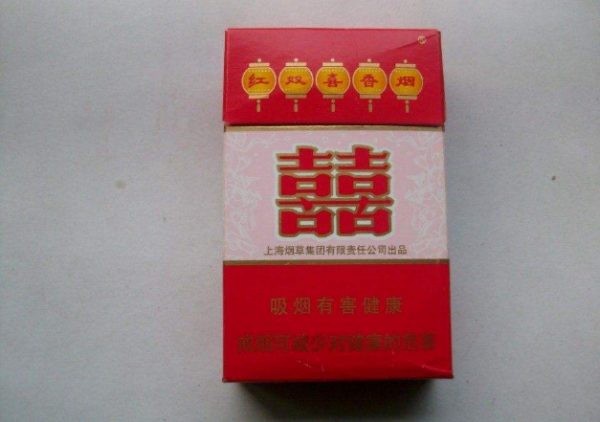 红双喜香烟
囍
上海烟草集团有限责任公司出品
吸烟有害健康
戒烟可减少对健康的危害